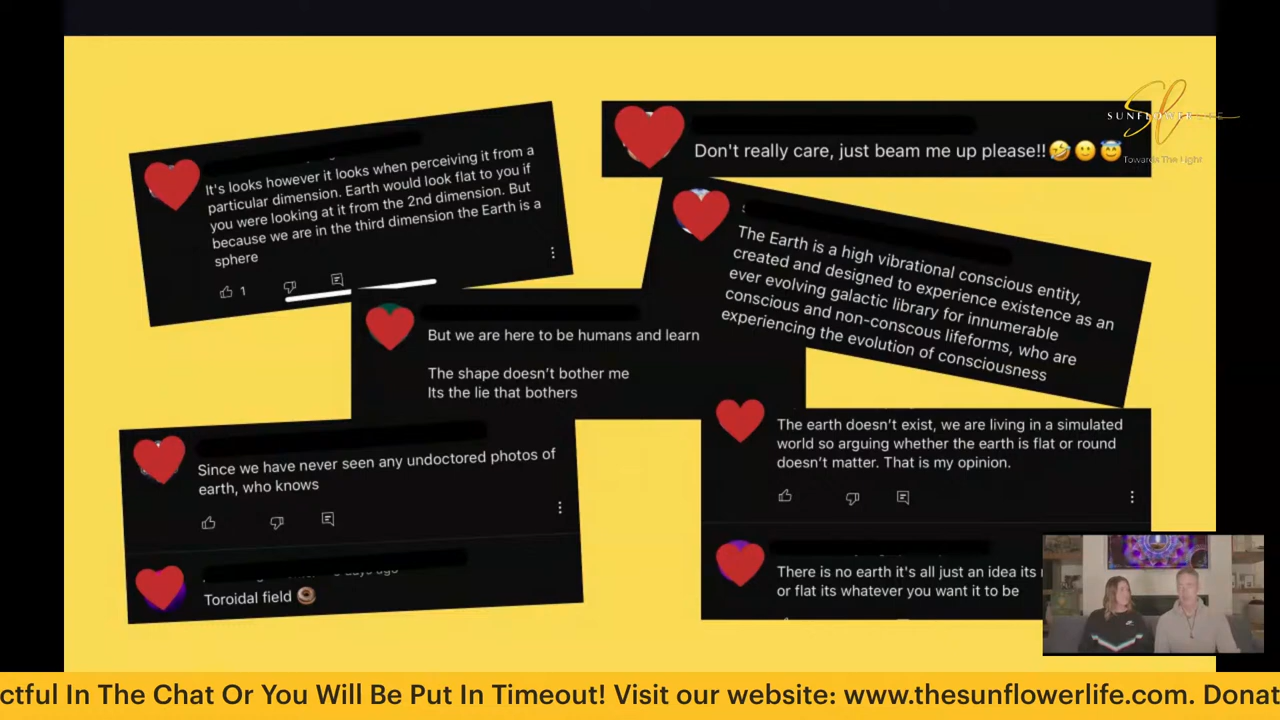 It's looks however it looks when perceiving it from a
particular dimension. Earth would look flat to you if
you were looking at it from the 2nd dimension. But
because we are in the third dimension the Earth is a
sphere
1
Don't really care, just beam me up please!!🤣🙂😇
SUNFLOWER LIFE
Towards The Light
The Earth is a high vibrational conscious entity,
created and designed to experience existence as an
ever evolving galactic library for innumerable
conscious and non-conscous lifeforms, who are
experiencing the evolution of consciousness
But we are here to be humans and learn
The shape doesn't bother me
Its the lie that bothers
Since we have never seen any undoctored photos of
earth, who knows
Toroidal field 🍩
The earth doesn't exist, we are living in a simulated
world so arguing whether the earth is flat or round
doesn't matter. That is my opinion.
There is no earth it's all just an idea its
or flat its whatever you want it to be
ctful In The Chat Or You Will Be Put In Timeout! Visit our website: www.thesunflowerlife.com. Donat